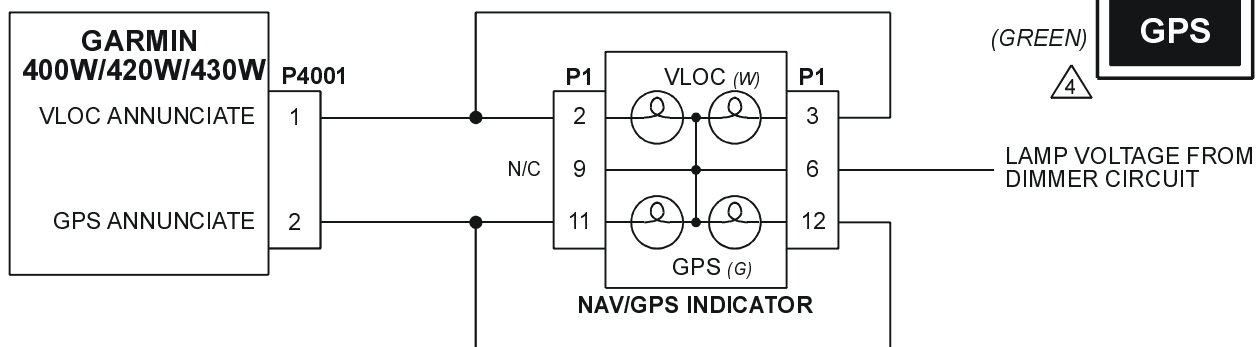 GARMIN
400W/420W/430W
P4001
VLOC ANNUNCIATE
1
GPS ANNUNCIATE
2
P1
VLOC (W)
P1
2
3
N/C
9
6
11
12
GPS (G)
NAV/GPS INDICATOR
(GREEN)
GPS
4
LAMP VOLTAGE FROM
DIMMER CIRCUIT